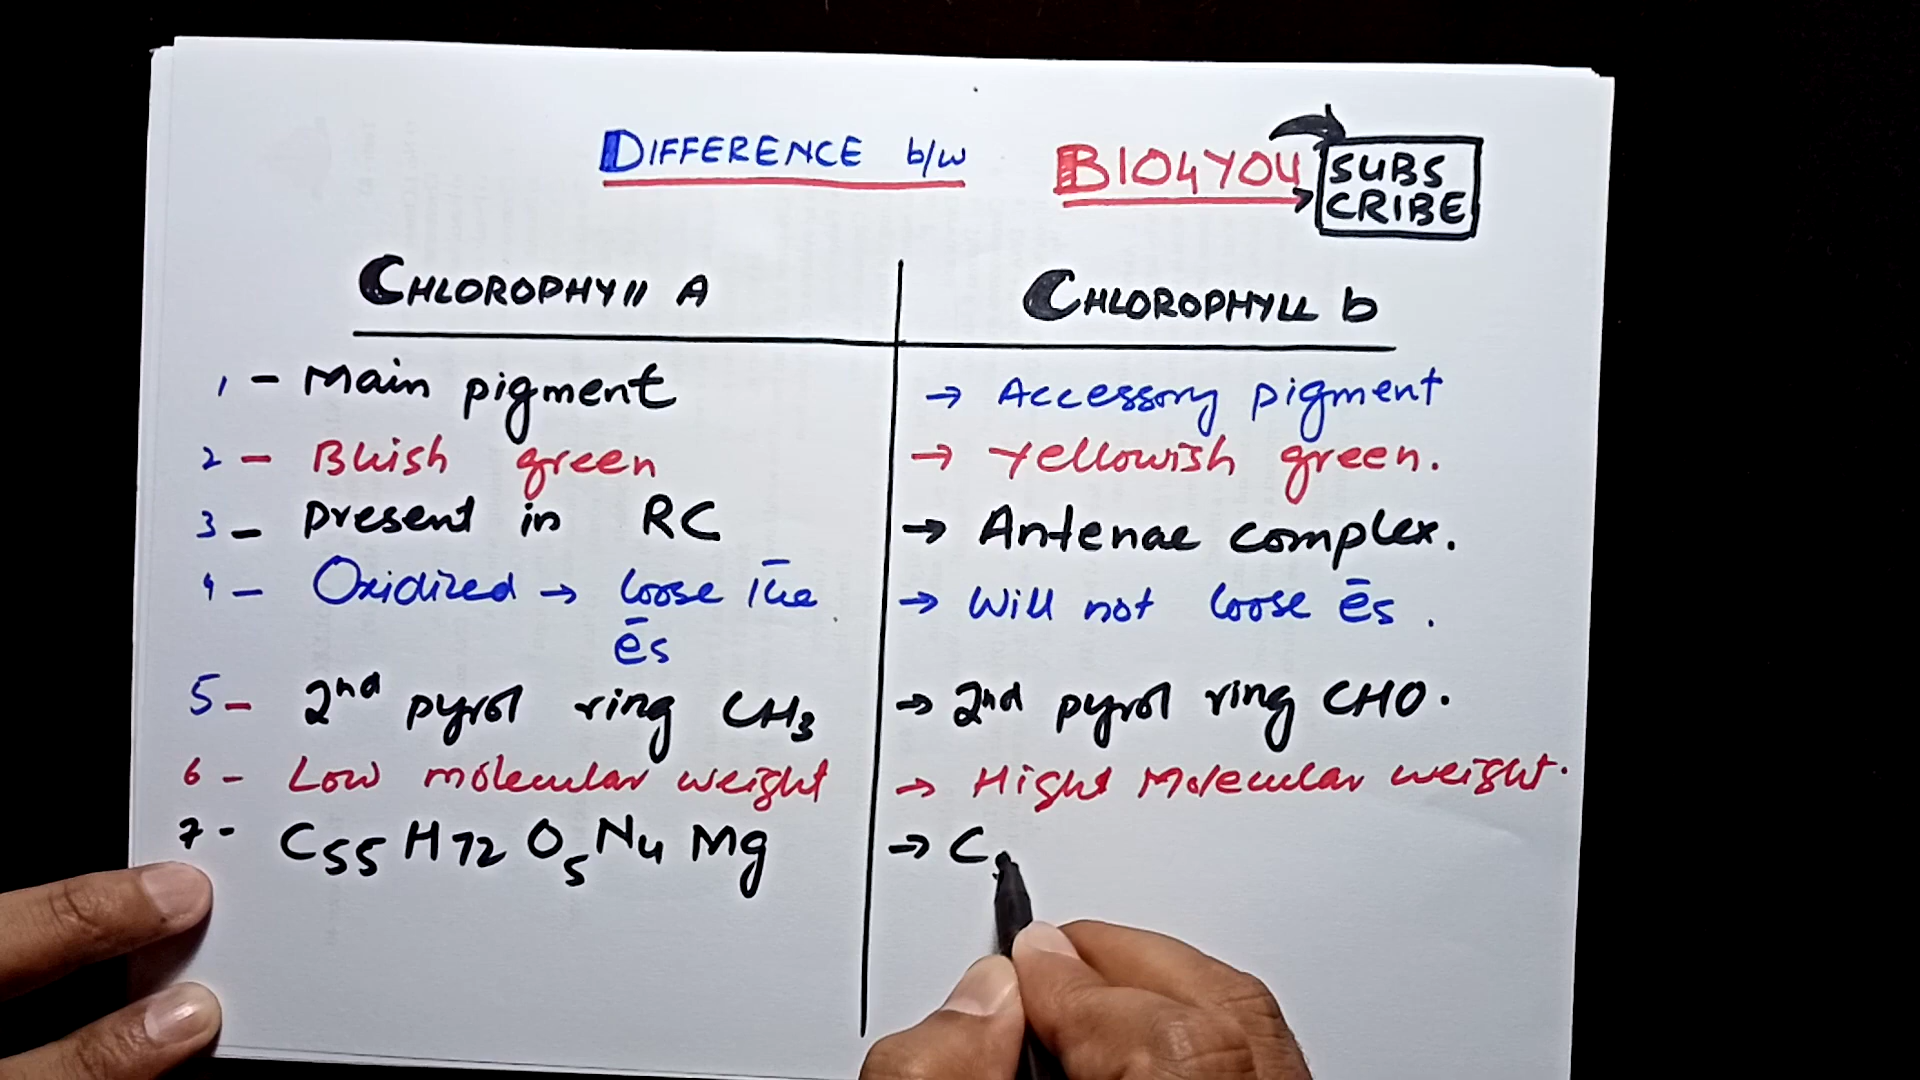 DIFFERENCE b/w
BIO4YOU
SUBS
CRIBE
CHLOROPHYll A
CHLOROPHYLL b
1 - Main pigment
→ Accessory pigment
2 - Bluish green
→ Yellowish green.
3 - Present in RC
→ Antenae complex.
4 - Oxidized → loose
ēs
→ Will not loose ēs.
5 - 2nd pyrol ring CH3
→ 2nd pyrol ring CHO.
6 - Low molecular weight
→ Hight Molecular weight.
7 - C55 H72 O5 N4 Mg
→ C